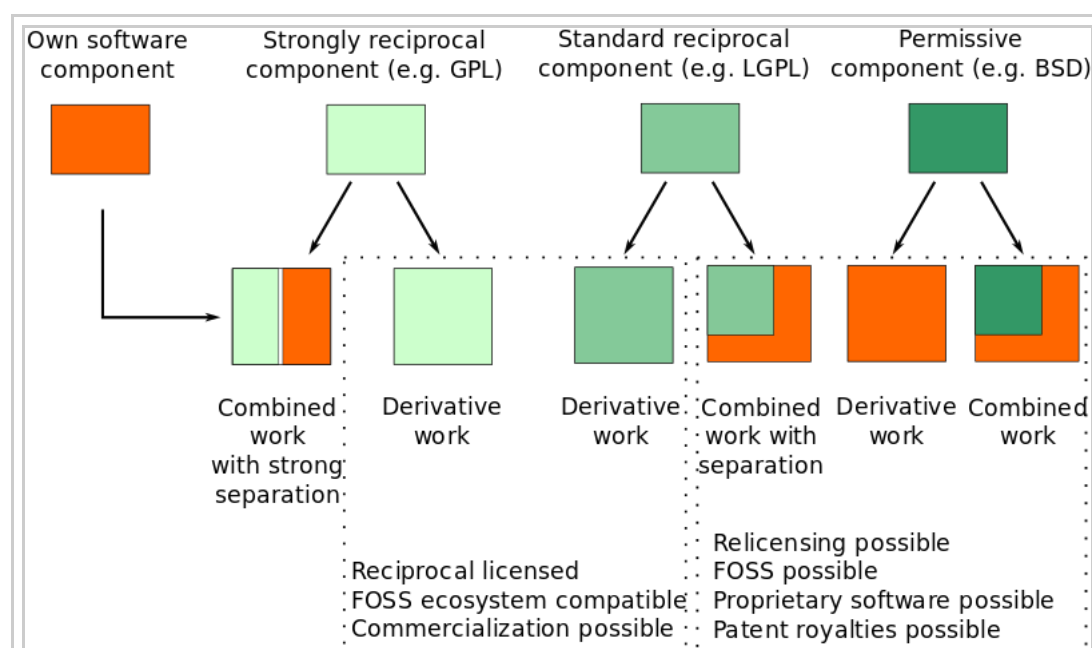 Own software
component
Strongly reciprocal
component (e.g. GPL)
Standard reciprocal
component (e.g. LGPL)
Permissive
component (e.g. BSD)
Combined
work
with strong
separation
Derivative
work
Derivative
work
Combined
work with
separation
Derivative
work
Combined
work
Reciprocal licensed
FOSS ecosystem compatible
Commercialization possible
Relicensing possible
FOSS possible
Proprietary software possible
Patent royalties possible